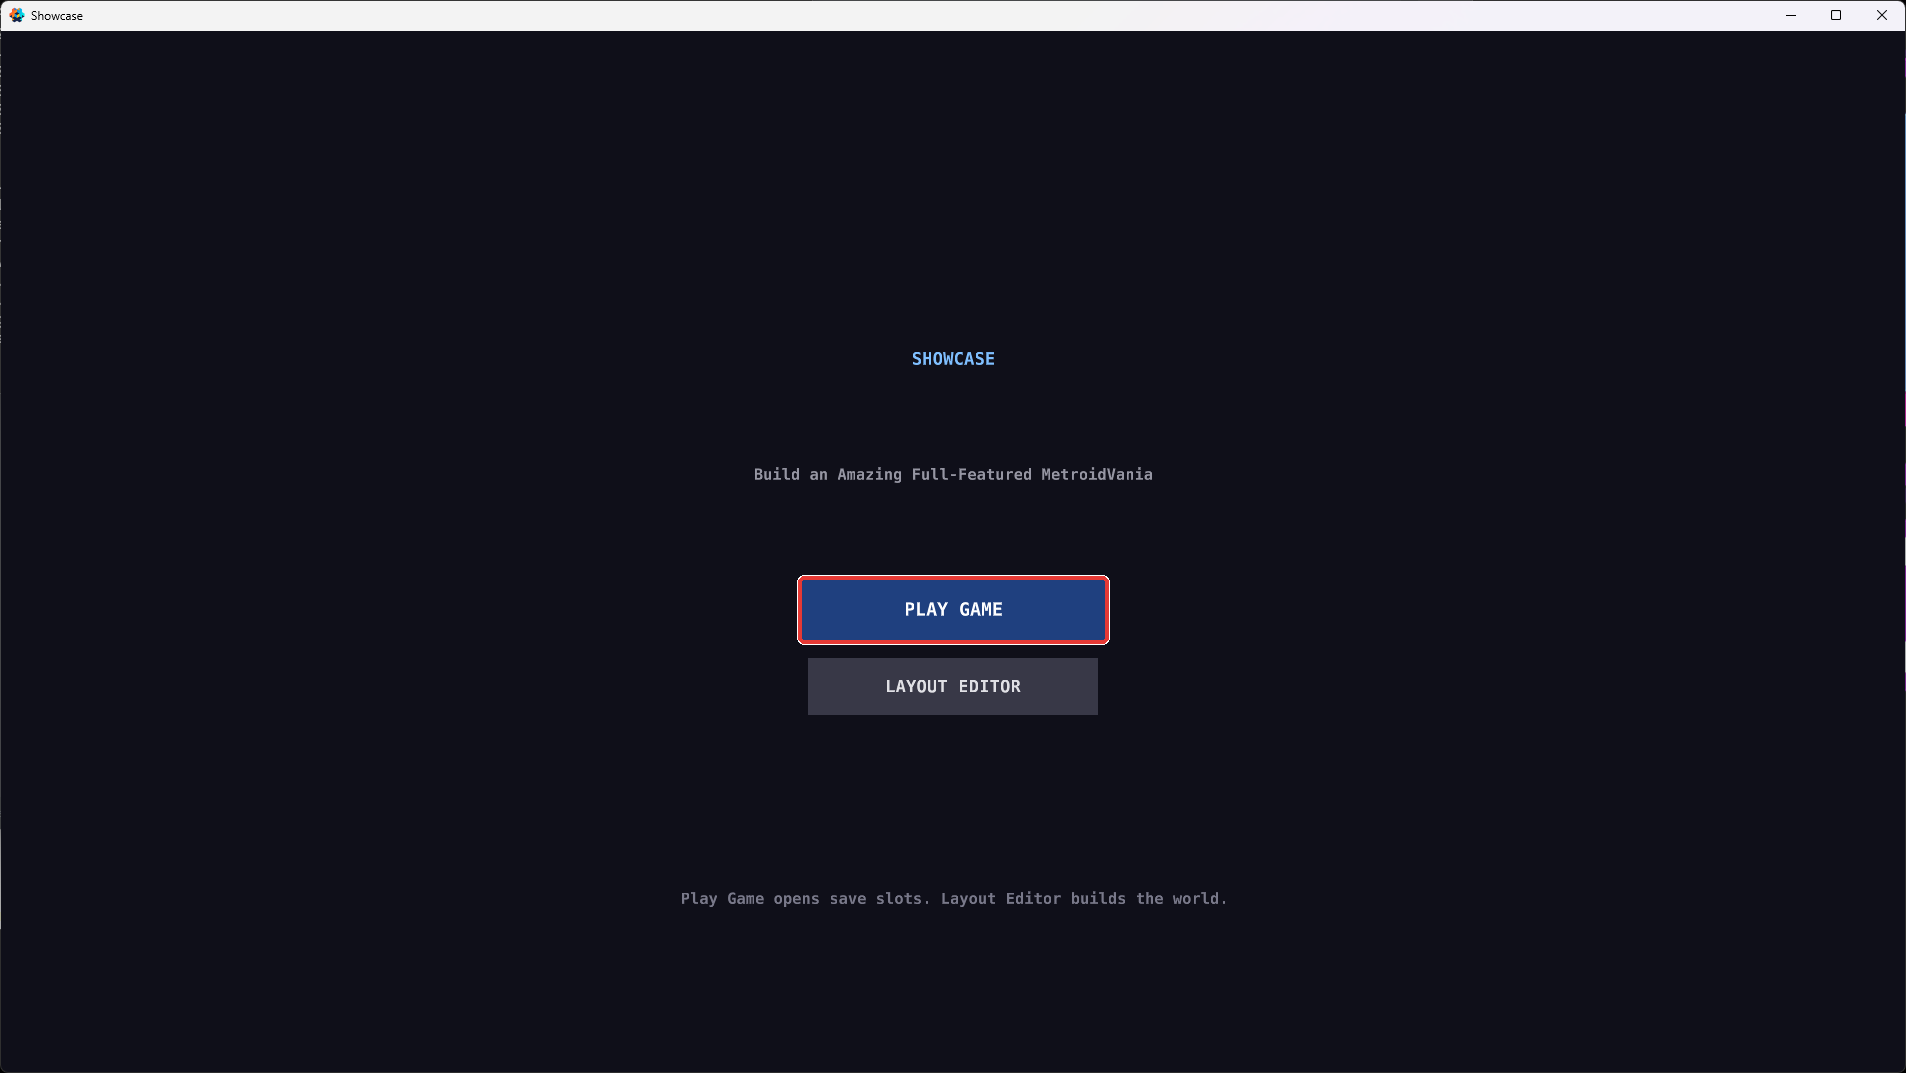 Showcase
SHOWCASE
Build an Amazing Full-Featured MetroidVania
PLAY GAME
LAYOUT EDITOR
Play Game opens save slots. Layout Editor builds the world.